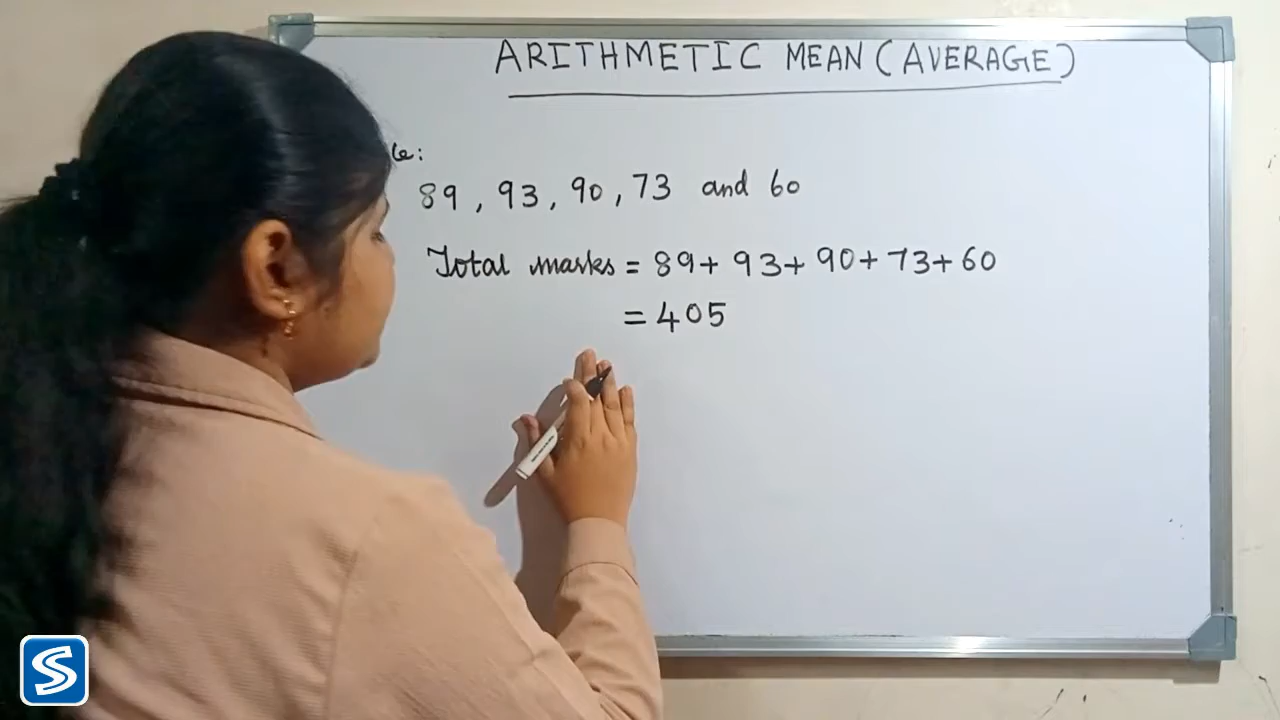 ARITHMETIC MEAN (AVERAGE)
89, 93, 90, 73 and 60
Total marks = 89+ 93+ 90+ 73+ 60
= 405